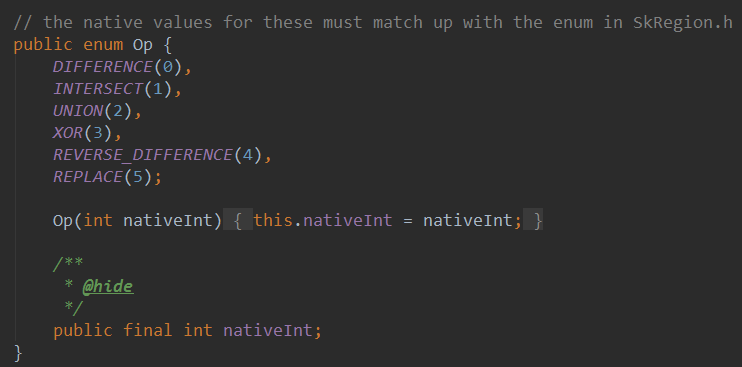 // the native values for these must match up with the enum in SkRegion.h
public enum Op {
DIFFERENCE(0),
INTERSECT(1),
UNION(2),
XOR(3),
REVERSE_DIFFERENCE(4),
REPLACE(5);
Op(int nativeInt) { this.nativeInt = nativeInt; }
/**
* @hide
*/
public final int nativeInt;
}